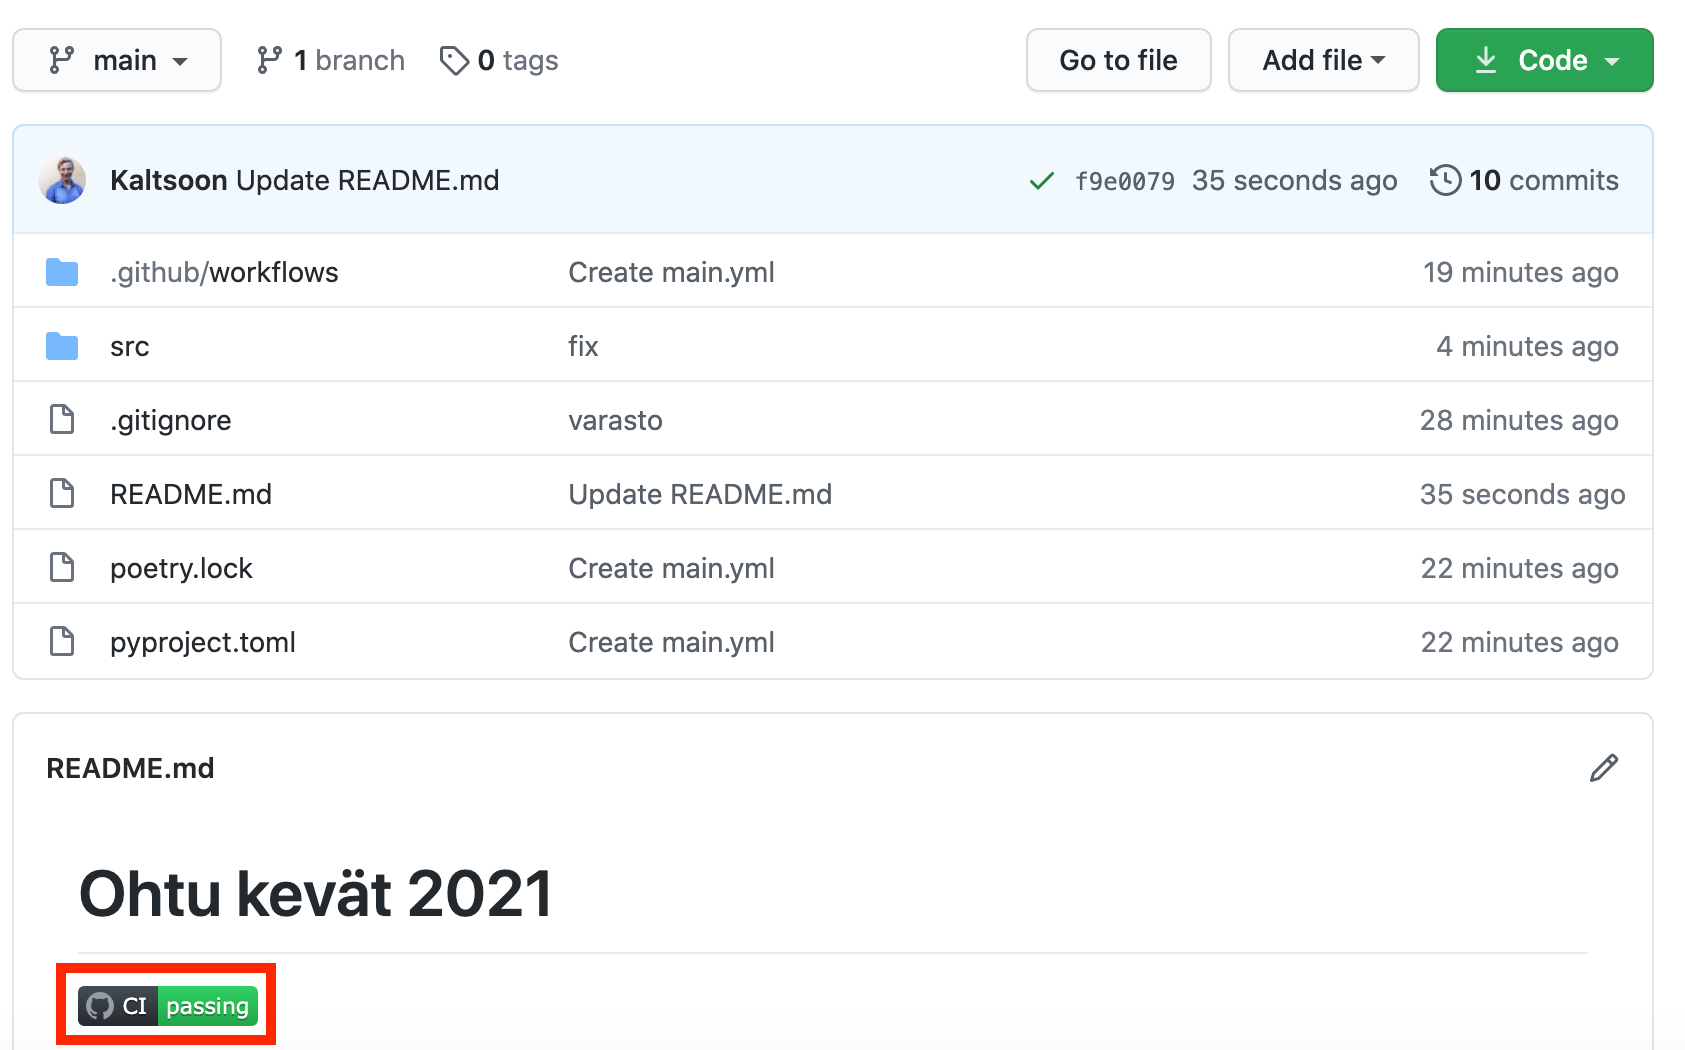 main 1 branch 0 tags Go to file Add file Code
Kaltsoon Update README.md f9e0079 35 seconds ago 10 commits
.github/workflows Create main.yml 19 minutes ago
src fix 4 minutes ago
.gitignore varasto 28 minutes ago
README.md Update README.md 35 seconds ago
poetry.lock Create main.yml 22 minutes ago
pyproject.toml Create main.yml 22 minutes ago
README.md
Ohtu kevät 2021
CI passing